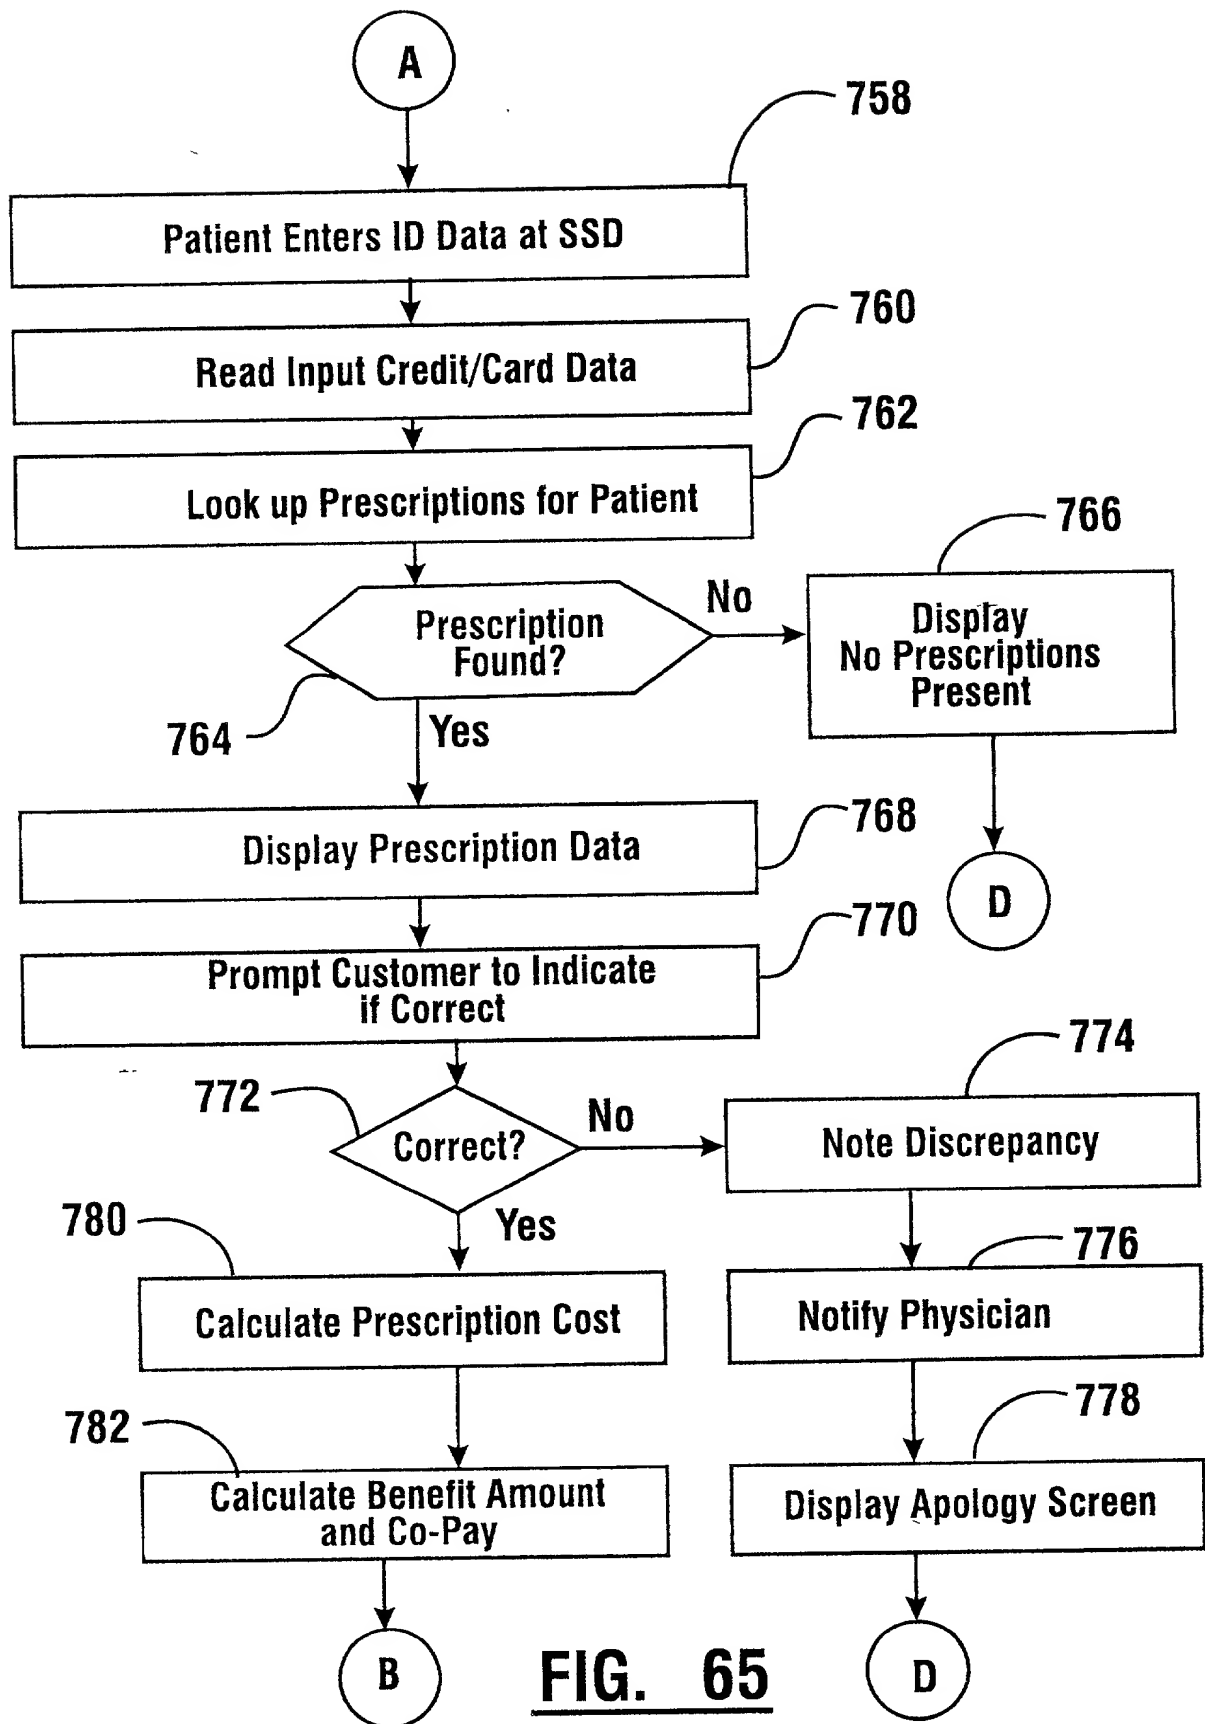 A
758
Patient Enters ID Data at SSD
760
Read Input Credit/Card Data
762
Look up Prescriptions for Patient
766
No
Prescription
Found?
Display
No Prescriptions
Present
764
Yes
768
Display Prescription Data
D
770
Prompt Customer to Indicate
if Correct
774
772
No
Correct?
Note Discrepancy
780
Yes
776
Calculate Prescription Cost
Notify Physician
778
782
Calculate Benefit Amount
and Co-Pay
Display Apology Screen
B
D
FIG. 65